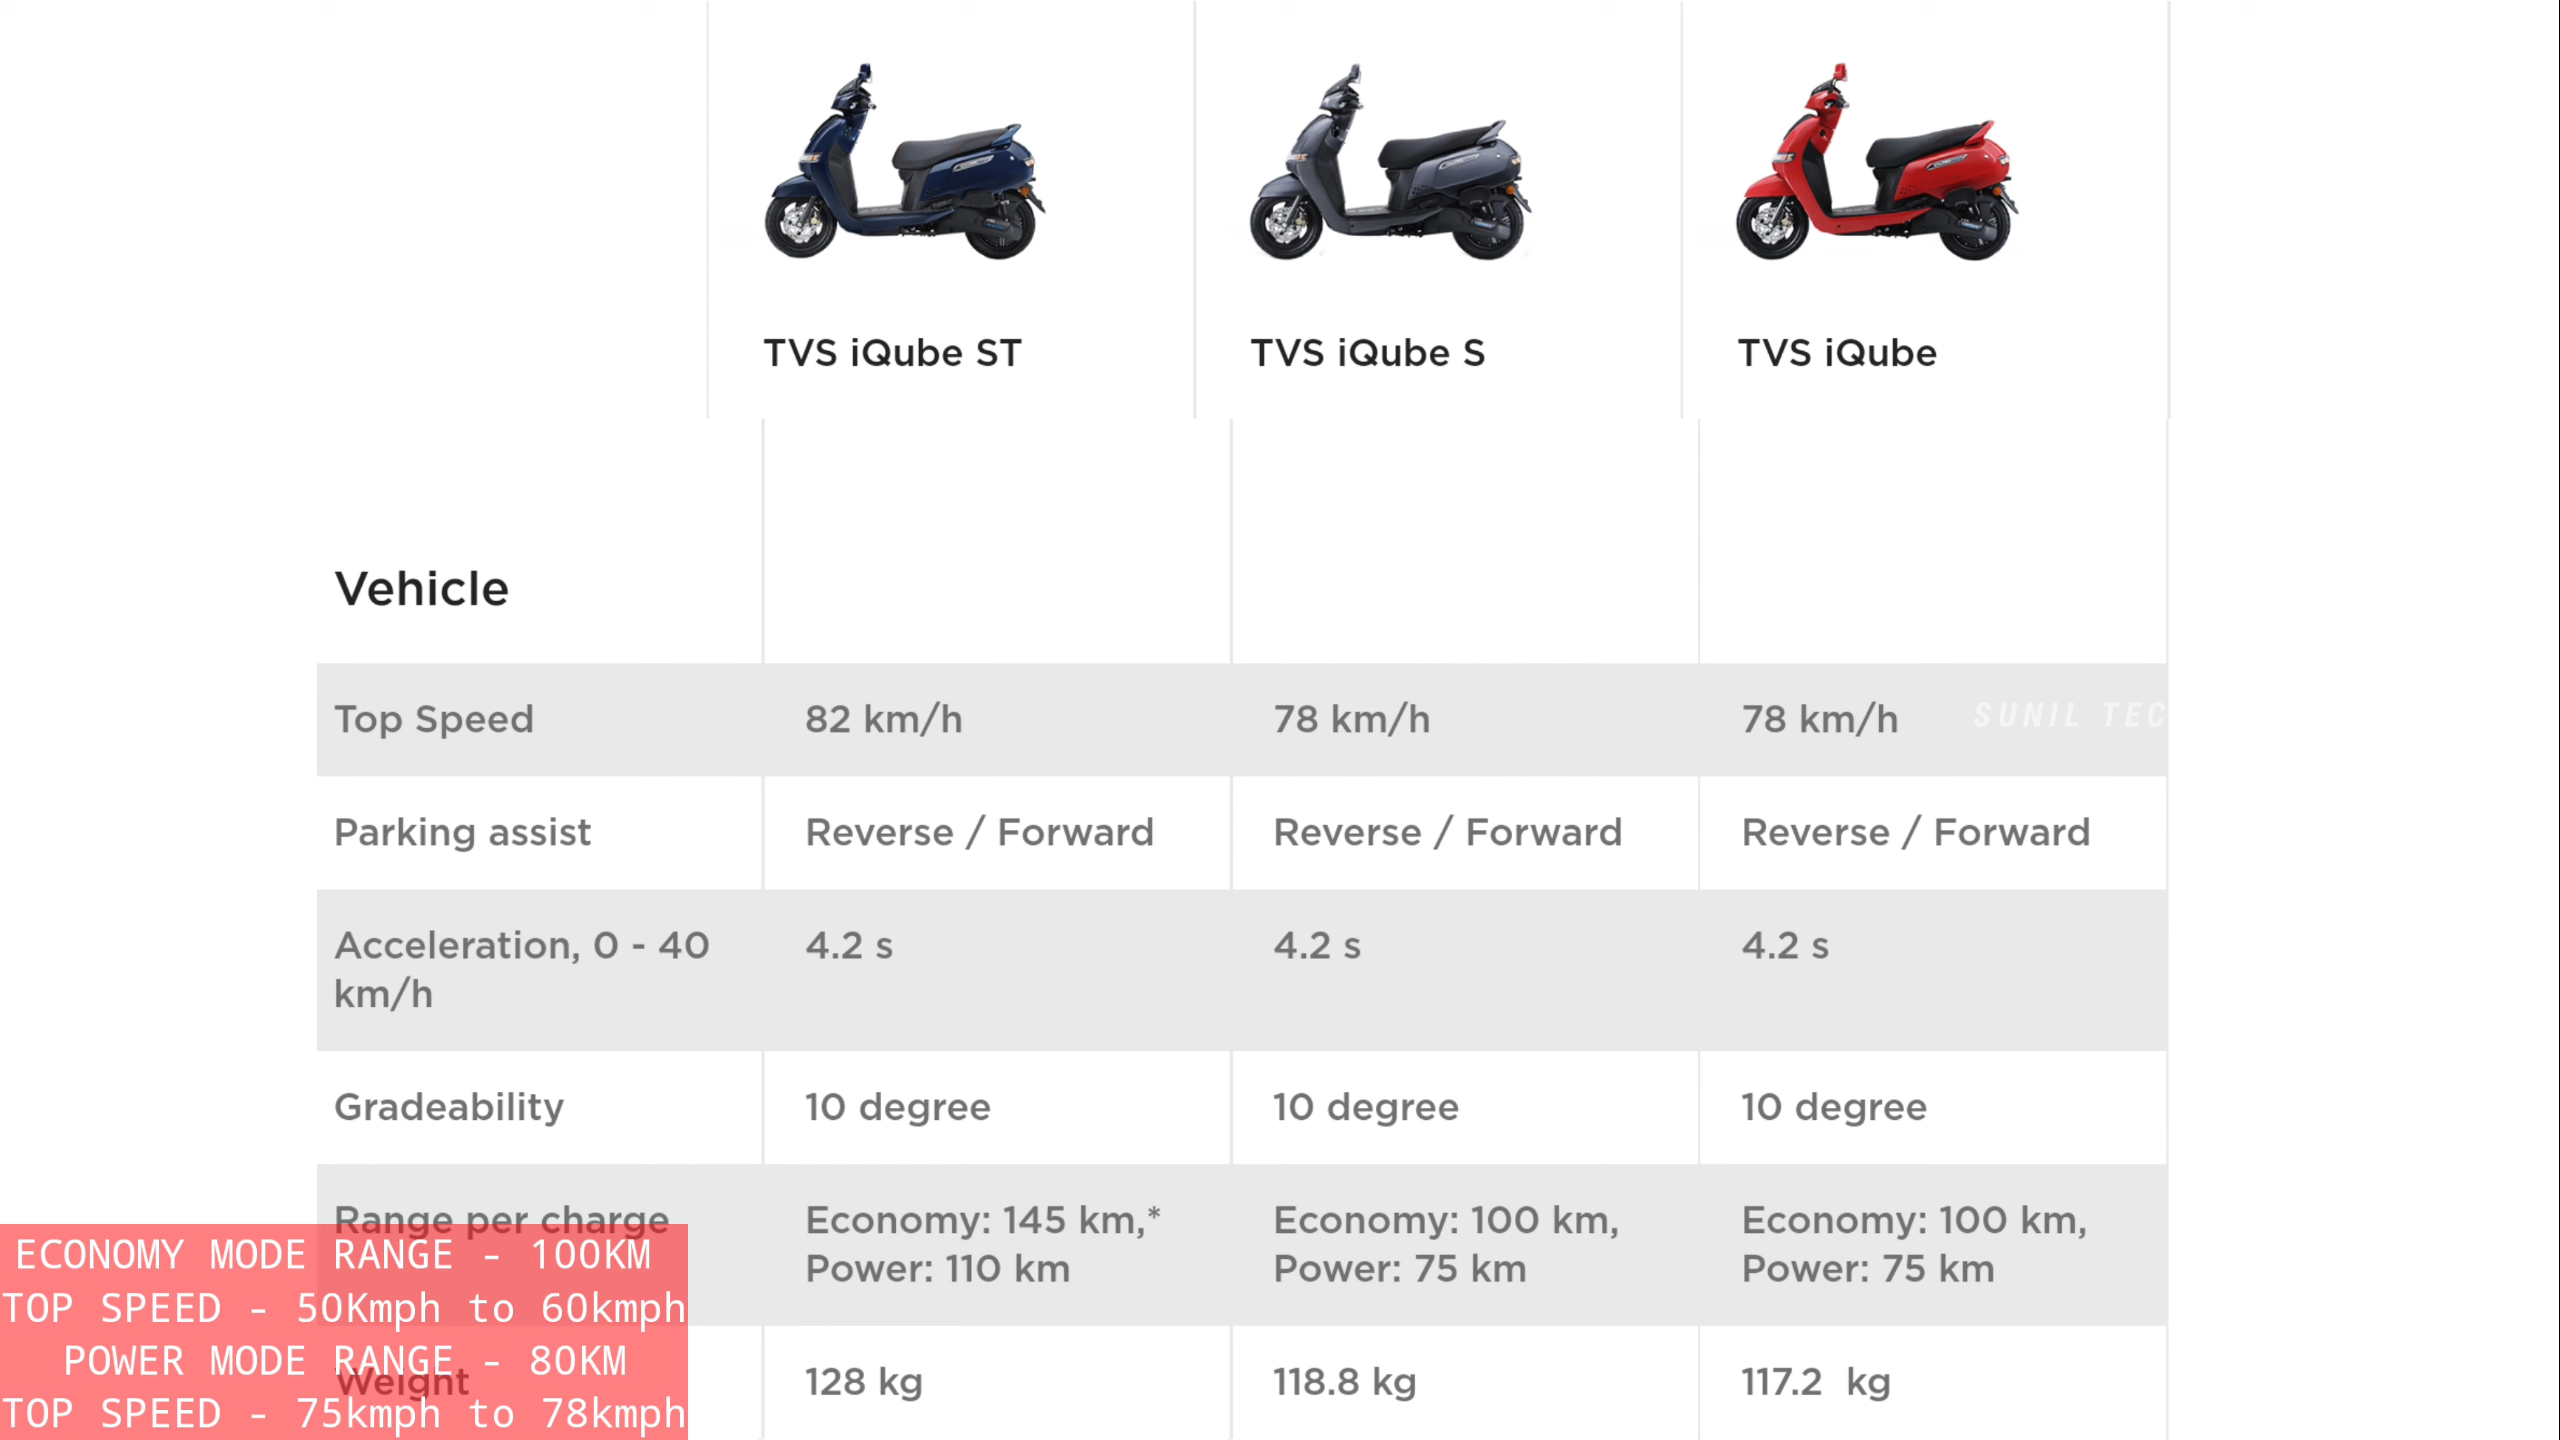 TVS iQube ST
TVS iQube S
TVS iQube
Vehicle
Top Speed 82 km/h 78 km/h 78 km/h
SUNIL TEC
Parking assist Reverse / Forward Reverse / Forward Reverse / Forward
Acceleration, 0 - 40 4.2 s 4.2 s 4.2 s
km/h
Gradeability 10 degree 10 degree 10 degree
Range per charge Economy: 145 km,* Economy: 100 km, Economy: 100 km,
Power: 110 km Power: 75 km Power: 75 km
Weight 128 kg 118.8 kg 117.2 kg
ECONOMY MODE RANGE - 100KM
TOP SPEED - 50Kmph to 60kmph
POWER MODE RANGE - 80KM
TOP SPEED - 75kmph to 78kmph